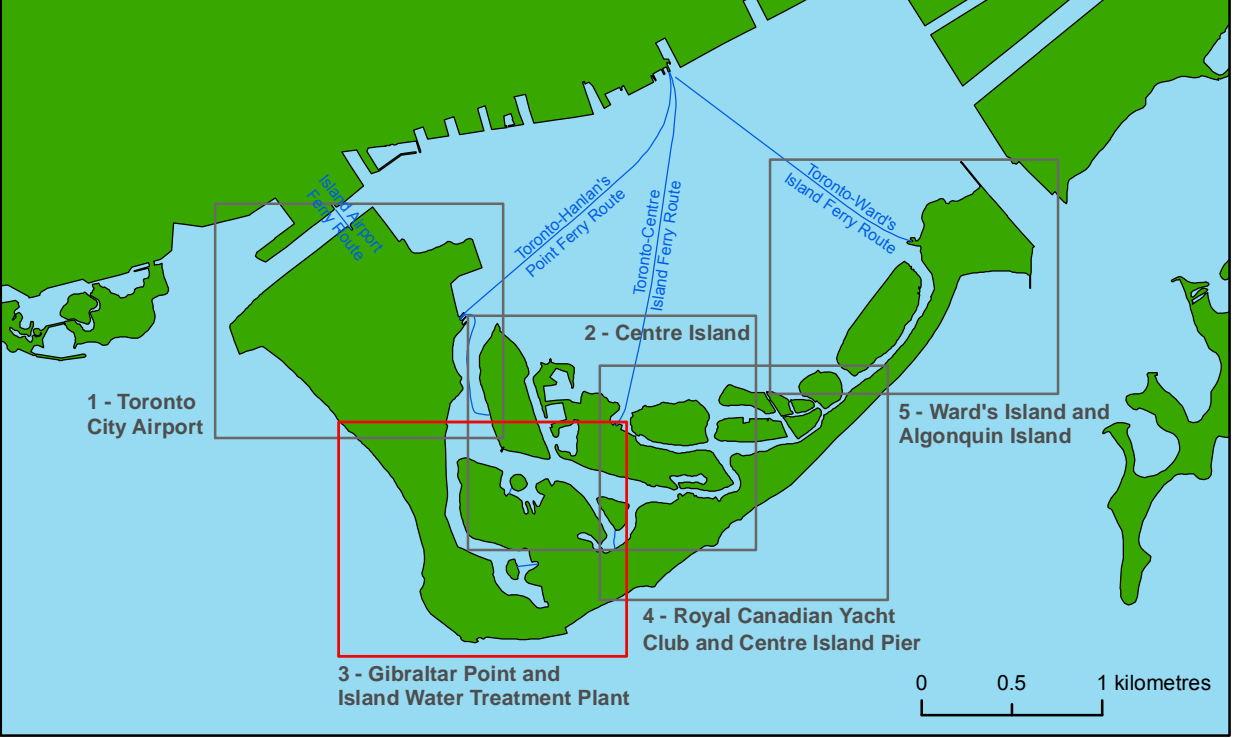 Island Airport
Ferry Route
Toronto-Hanlan's
Point Ferry Route
Toronto-Centre
Island Ferry Route
Toronto-Ward's
Island Ferry Route
2 - Centre Island
1 - Toronto
City Airport
5 - Ward's Island and
Algonquin Island
4 - Royal Canadian Yacht
Club and Centre Island Pier
3 - Gibraltar Point and
Island Water Treatment Plant
0 0.5 1 kilometres